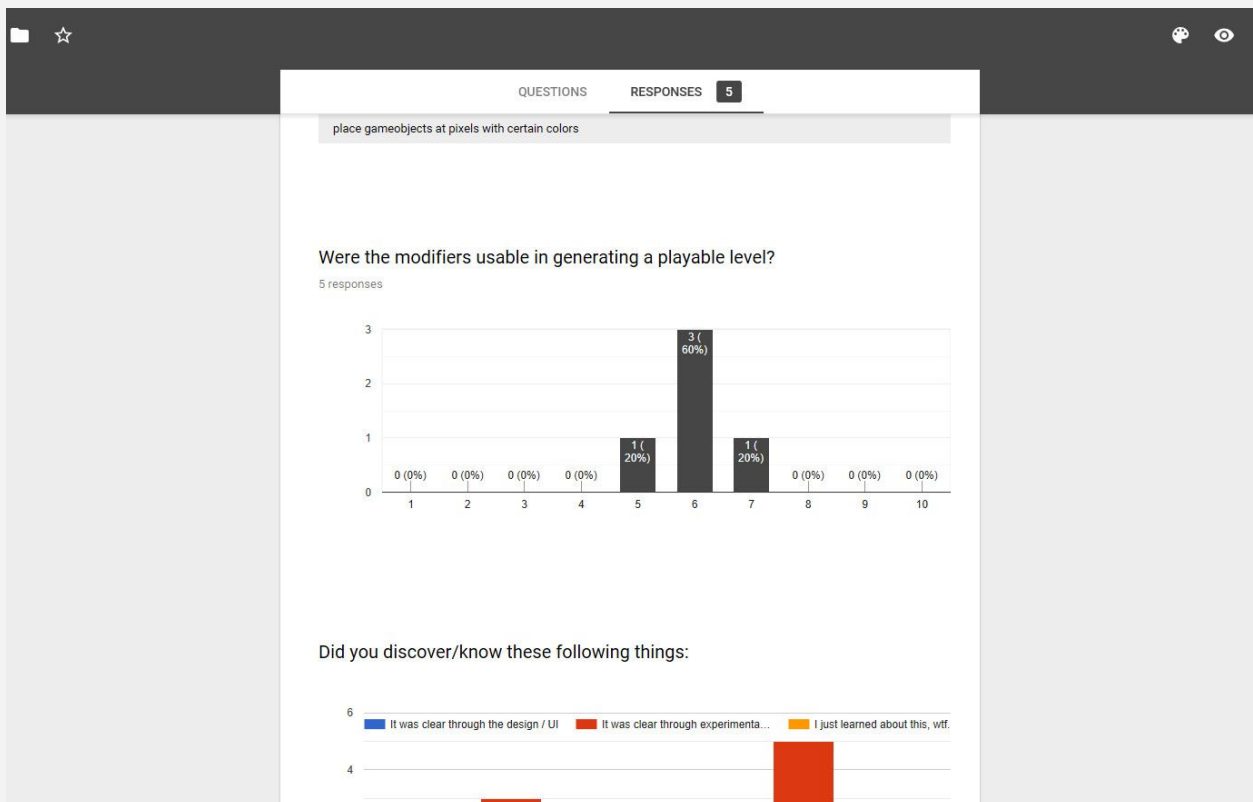 QUESTIONS RESPONSES 5
place gameobjects at pixels with certain colors
Were the modifiers usable in generating a playable level?
5 responses
3
3 (
60%)
2
1
1 (
20%)
1 (
20%)
0 (0%) 0 (0%) 0 (0%) 0 (0%) 0 (0%) 0 (0%) 0 (0%)
0
1 2 3 4 5 6 7 8 9 10
Did you discover/know these following things:
6
It was clear through the design / UI It was clear through experimenta... I just learned about this, wtf.
4